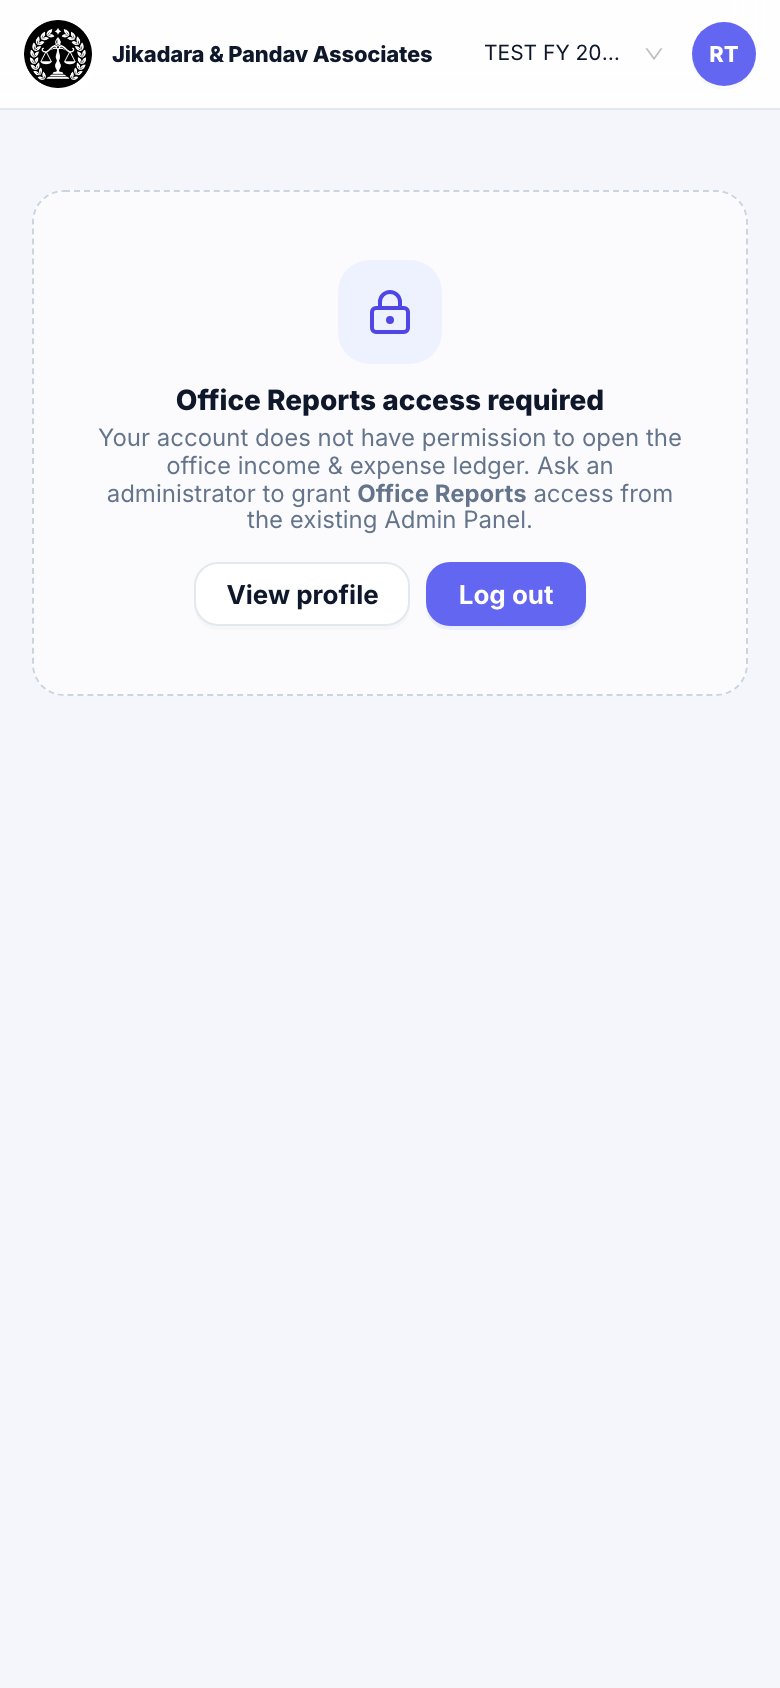 Jikadara & Pandav Associates
TEST FY 20...
RT
Office Reports access required
Your account does not have permission to open the
office income & expense ledger. Ask an
administrator to grant Office Reports access from
the existing Admin Panel.
View profile
Log out